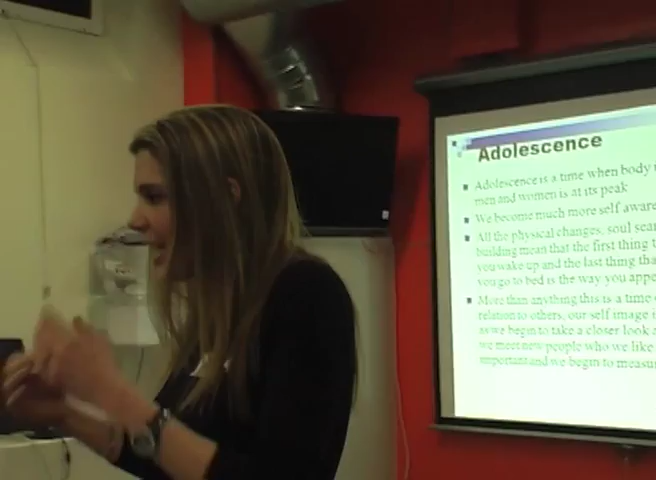 Adolescence
Adolescence is a time when body
men and women is at its peak
We become much more self aware
All the physical changes, soul sear
building mean that the first thing
you wake up and the last thing tha
you go to bed is the way you appe
More than anything this is a time
relation to others, our self image i
as we begin to take a closer look a
we meet new people who we like
important and we begin to measu